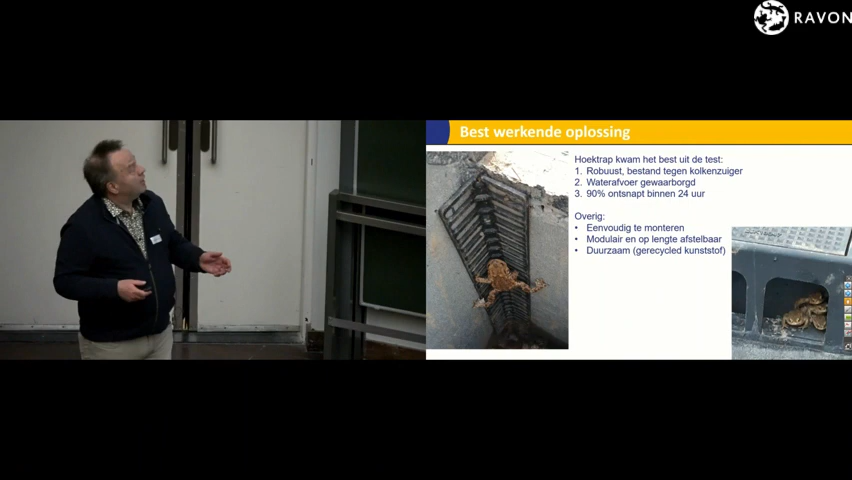 RAVON
Best werkende oplossing
Hoektrap kwam het best uit de test:
1. Robuust, bestand tegen kolkenzuiger
2. Waterafvoer gewaarborgd
3. 90% ontsnapt binnen 24 uur
Overig:
• Eenvoudig te monteren
• Modulair en op lengte afstelbaar
• Duurzaam (gerecycled kunststof)